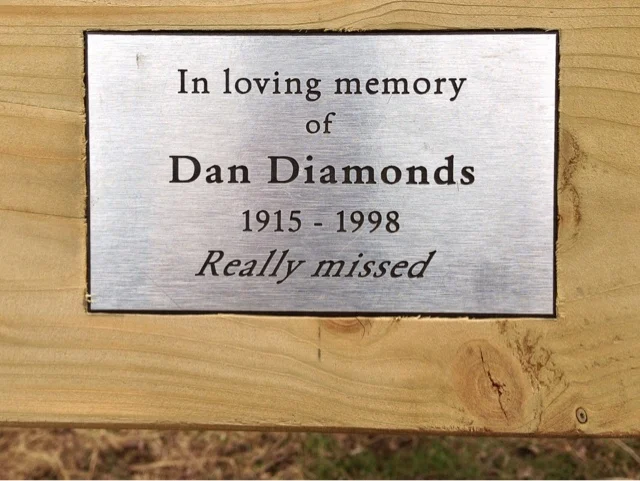 In loving memory
of
Dan Diamonds
1915 - 1998
Really missed